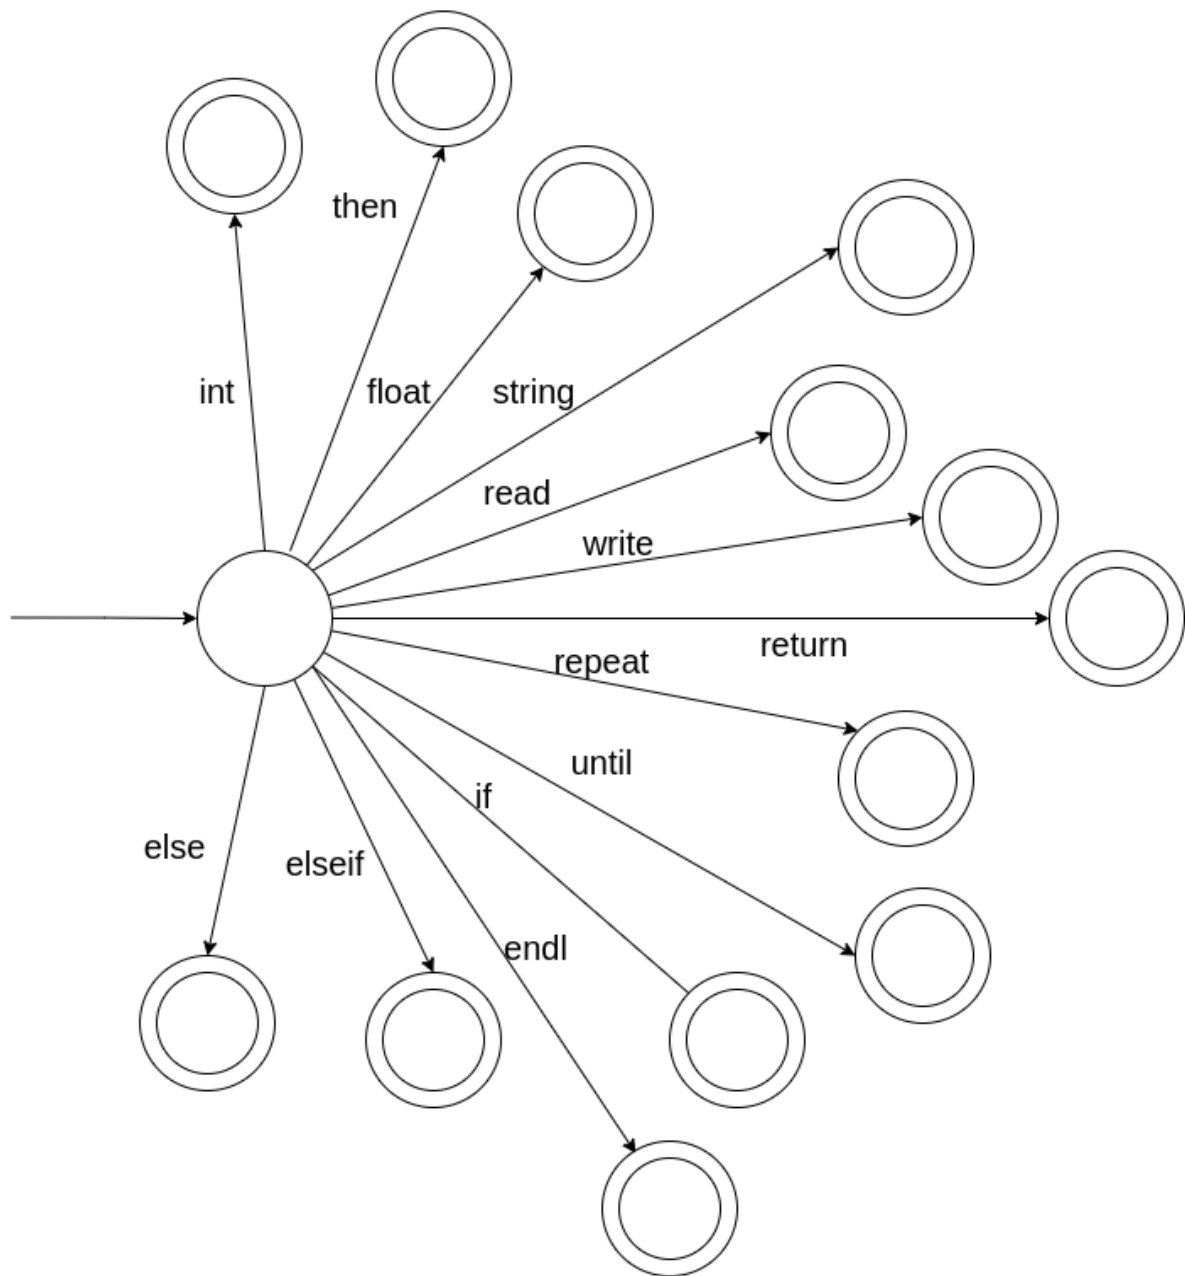 then
int
float
string
read
write
return
repeat
until
if
else
elseif
endl